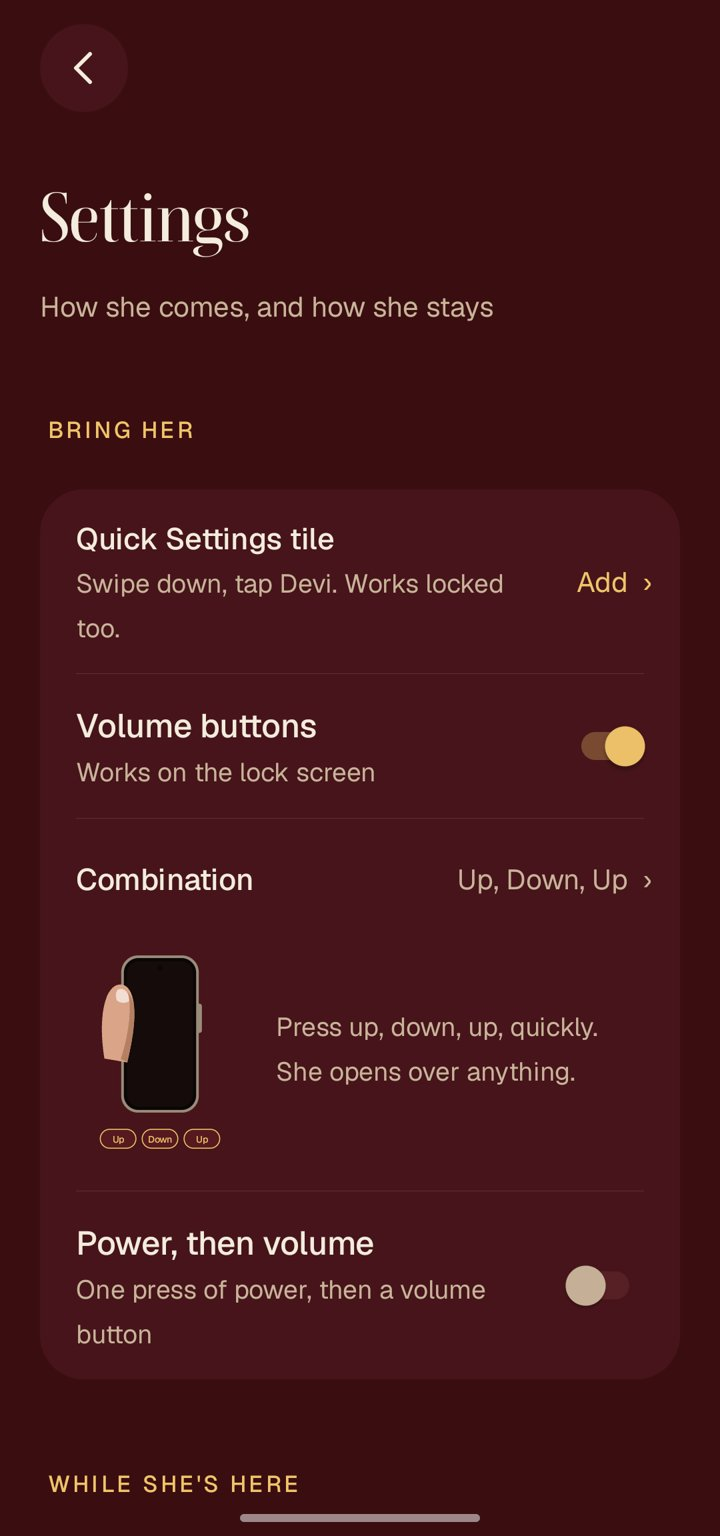 Settings
How she comes, and how she stays
BRING HER
Quick Settings tile
Swipe down, tap Devi. Works locked
too.
Add ›
Volume buttons
Works on the lock screen
Combination
Up, Down, Up ›
Press up, down, up, quickly.
She opens over anything.
Up Down Up
Power, then volume
One press of power, then a volume
button
WHILE SHE'S HERE